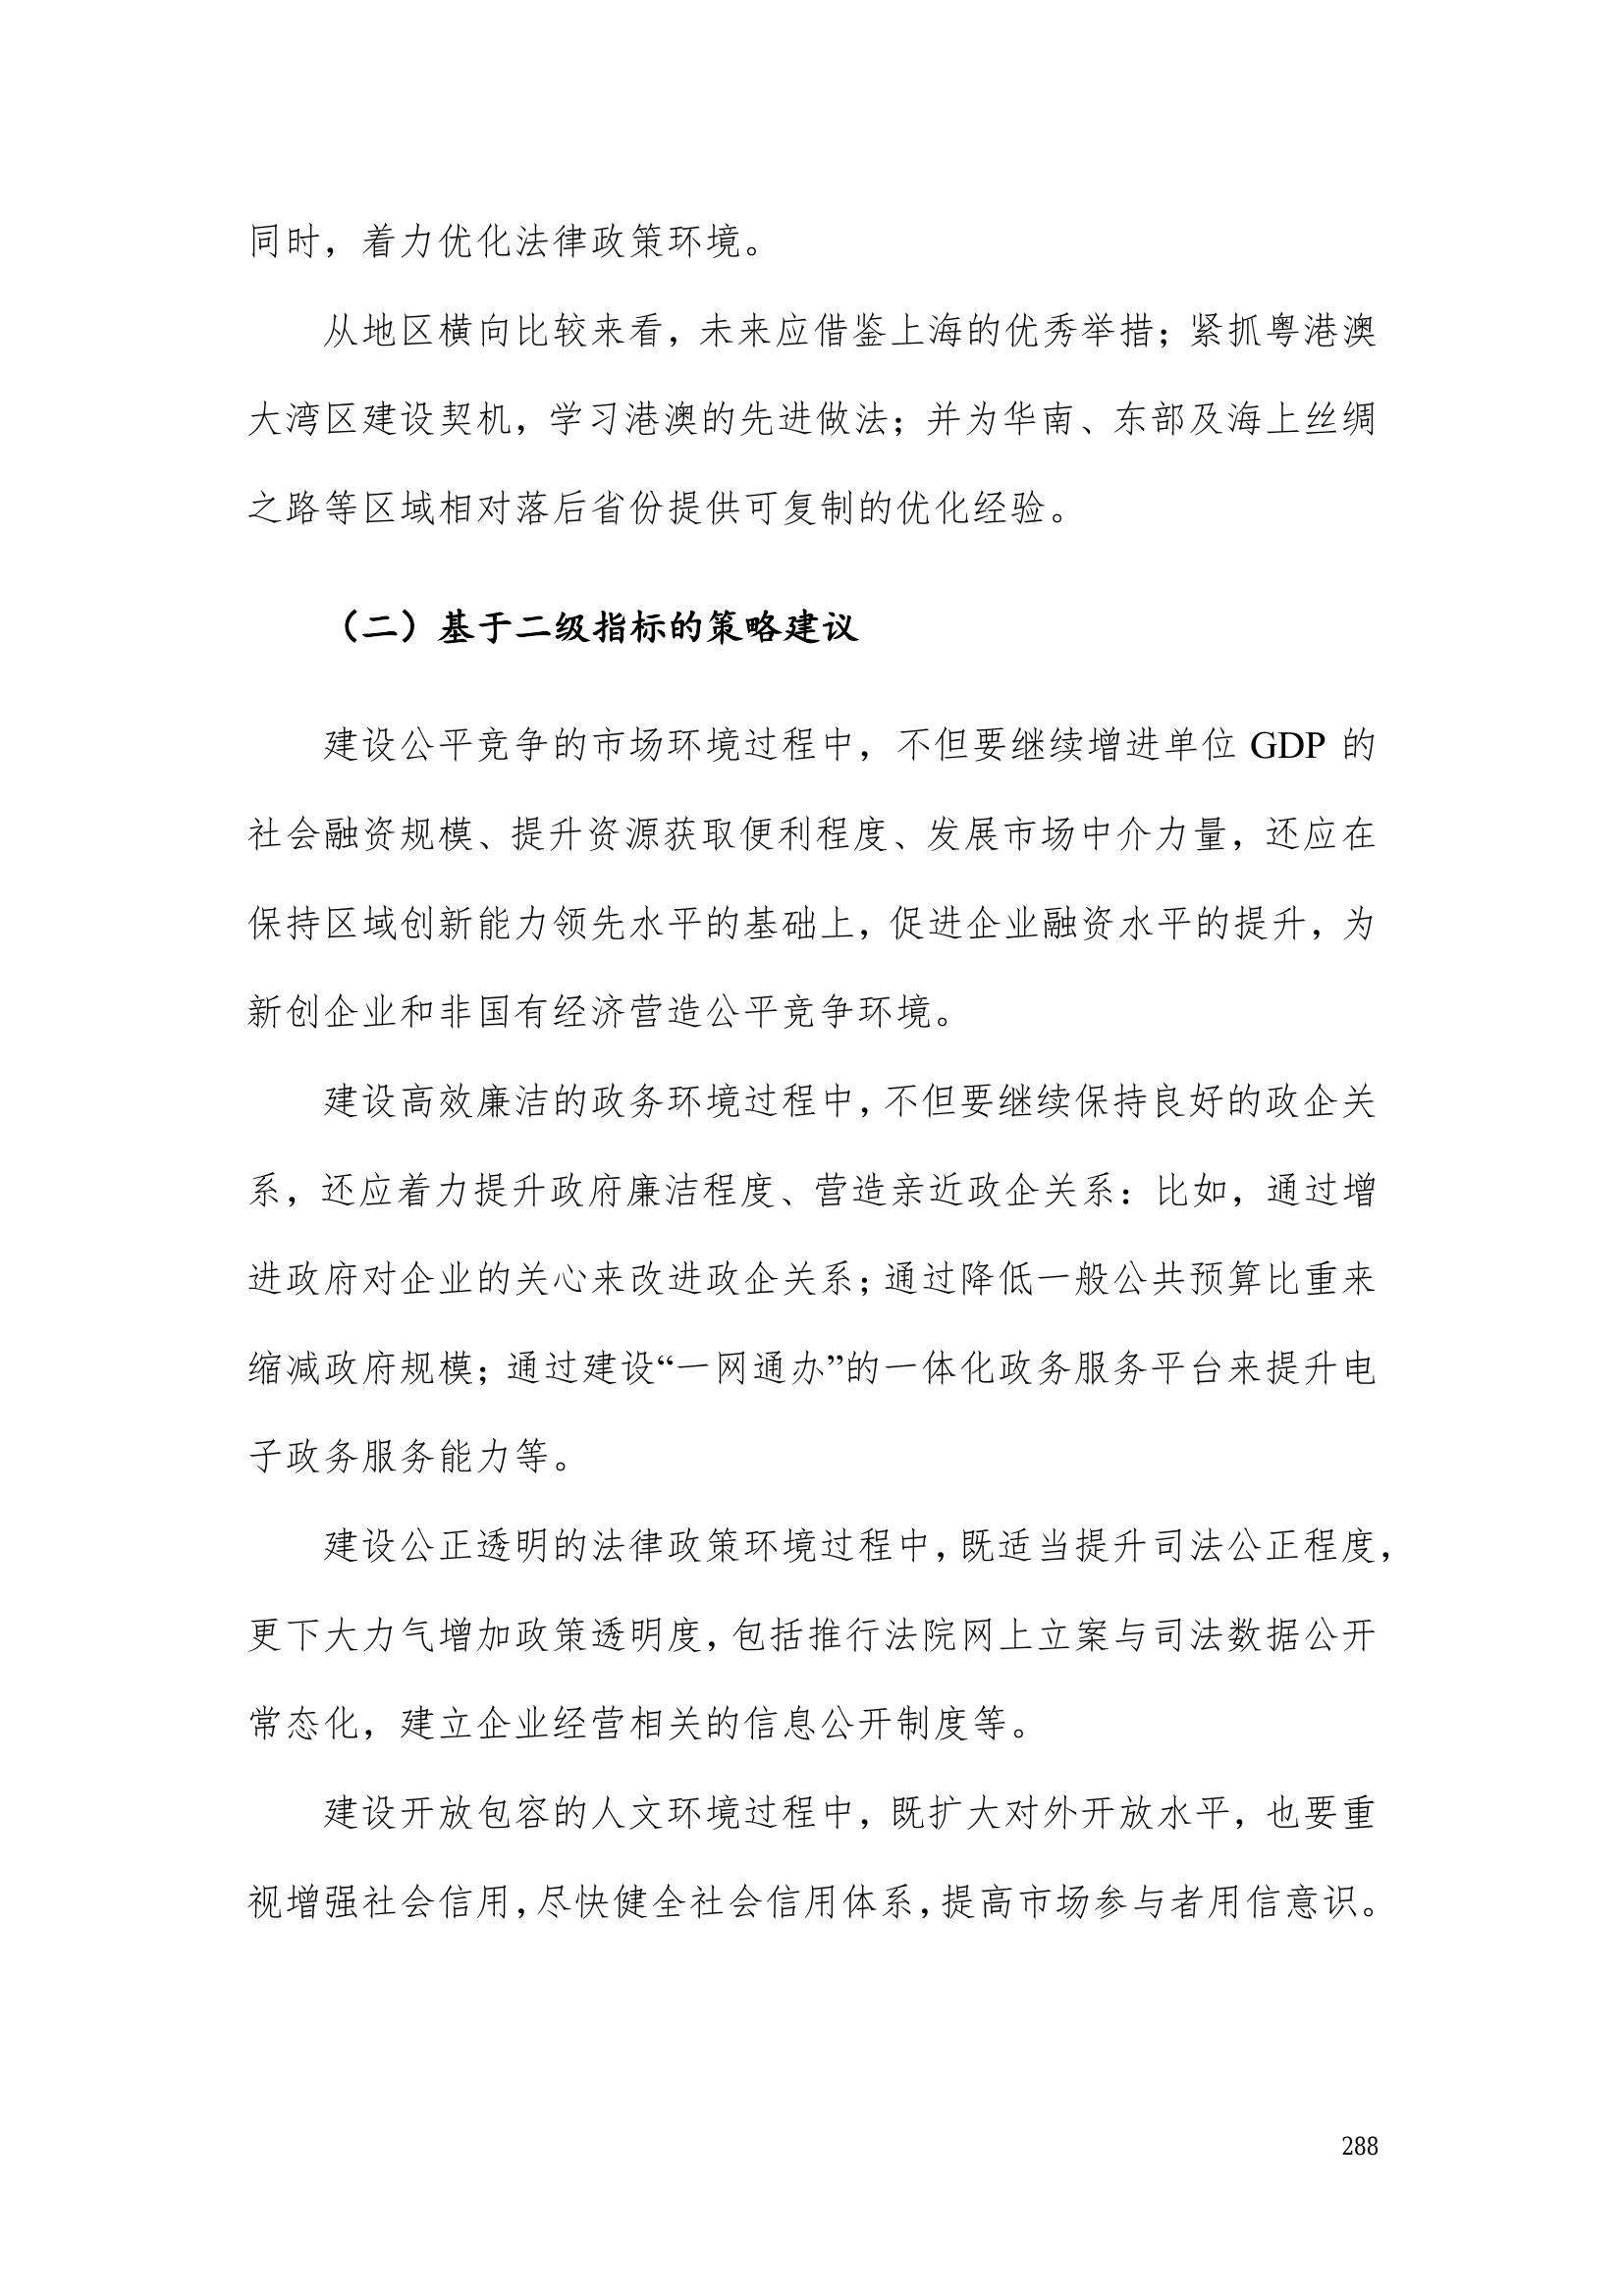 同时，着力优化法律政策环境。
从地区横向比较来看，未来应借鉴上海的优秀举措；紧抓粤港澳
大湾区建设契机，学习港澳的先进做法；并为华南、东部及海上丝绸
之路等区域相对落后省份提供可复制的优化经验。
（二）基于二级指标的策略建议
建设公平竞争的市场环境过程中，不但要继续增进单位 GDP 的
社会融资规模、提升资源获取便利程度、发展市场中介力量，还应在
保持区域创新能力领先水平的基础上，促进企业融资水平的提升，为
新创企业和非国有经济营造公平竞争环境。
建设高效廉洁的政务环境过程中，不但要继续保持良好的政企关
系，还应着力提升政府廉洁程度、营造亲近政企关系：比如，通过增
进政府对企业的关心来改进政企关系；通过降低一般公共预算比重来
缩减政府规模；通过建设“一网通办”的一体化政务服务平台来提升电
子政务服务能力等。
建设公正透明的法律政策环境过程中，既适当提升司法公正程度，
更下大力气增加政策透明度，包括推行法院网上立案与司法数据公开
常态化，建立企业经营相关的信息公开制度等。
建设开放包容的人文环境过程中，既扩大对外开放水平，也要重
视增强社会信用，尽快健全社会信用体系，提高市场参与者用信意识。
288